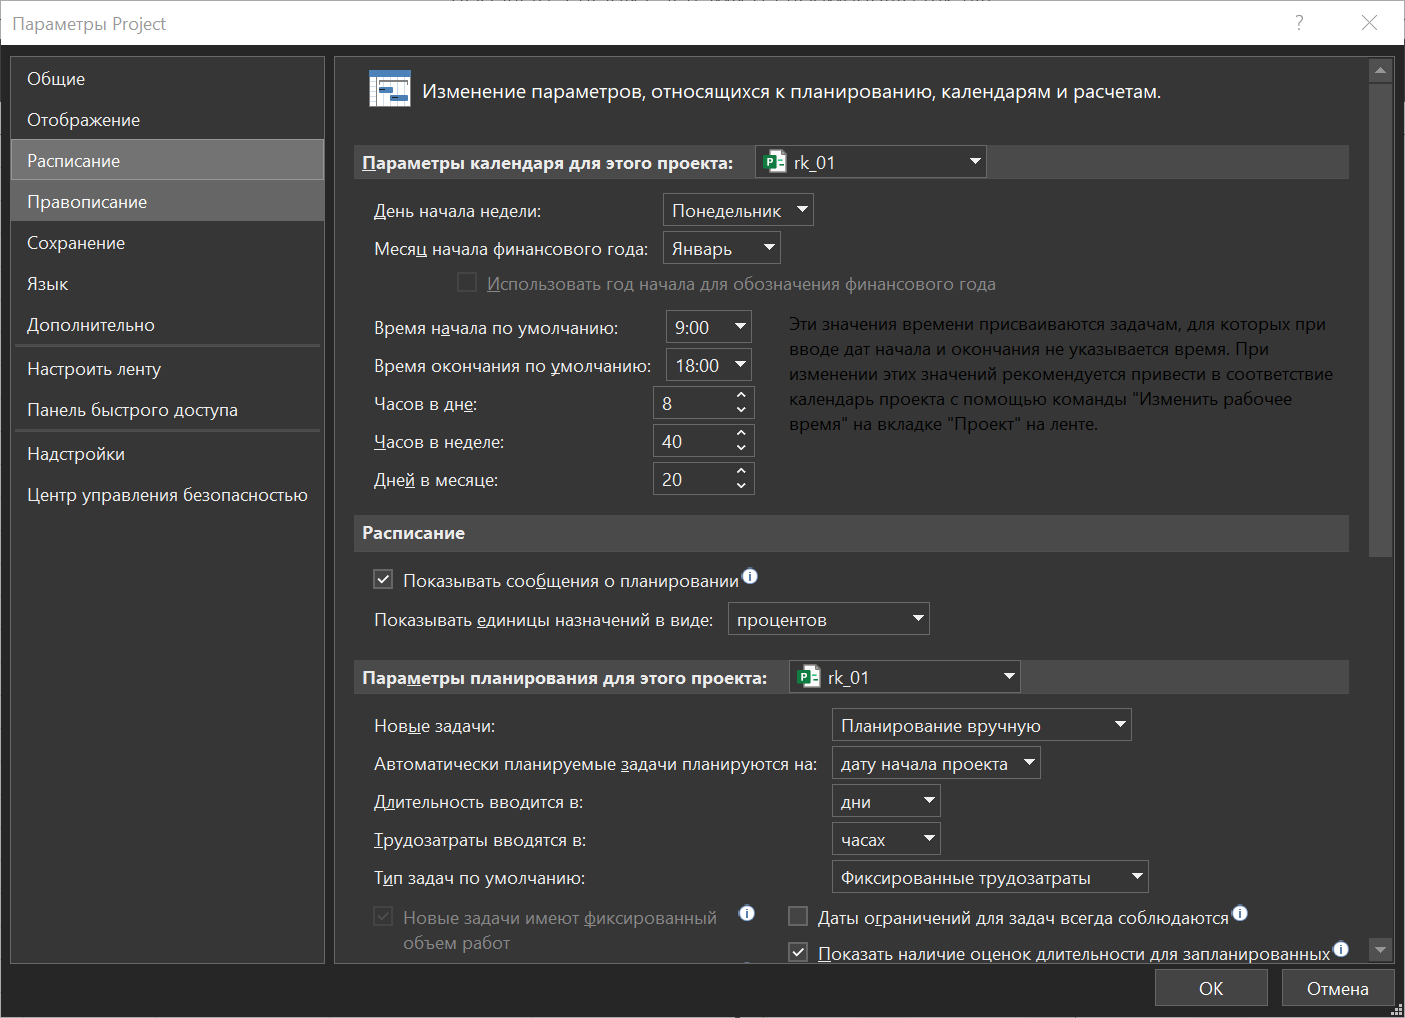 Параметры Project
Общие
Отображение
Расписание
Правописание
Сохранение
Язык
Дополнительно
Настроить ленту
Панель быстрого доступа
Надстройки
Центр управления безопасностью
Изменение параметров, относящихся к планированию, календарям и расчетам.
Параметры календаря для этого проекта: rk_01
День начала недели: Понедельник
Месяц начала финансового года: Январь
Использовать год начала для обозначения финансового года
Время начала по умолчанию: 9:00
Время окончания по умолчанию: 18:00
Часов в дне: 8
Часов в неделе: 40
Дней в месяце: 20
Эти значения времени присваиваются задачам, для которых при
вводе дат начала и окончания не указывается время. При
изменении этих значений рекомендуется привести в соответствие
календарь проекта с помощью команды "Изменить рабочее
время" на вкладке "Проект" на ленте.
Расписание
Показывать сообщения о планировании
Показывать единицы назначений в виде: процентов
Параметры планирования для этого проекта: rk_01
Новые задачи: Планирование вручную
Автоматически планируемые задачи планируются на: дату начала проекта
Длительность вводится в: дни
Трудозатраты вводятся в: часах
Тип задач по умолчанию: Фиксированные трудозатраты
Новые задачи имеют фиксированный
объем работ
Даты ограничений для задач всегда соблюдаются
Показать наличие оценок длительности для запланированных
ОК
Отмена